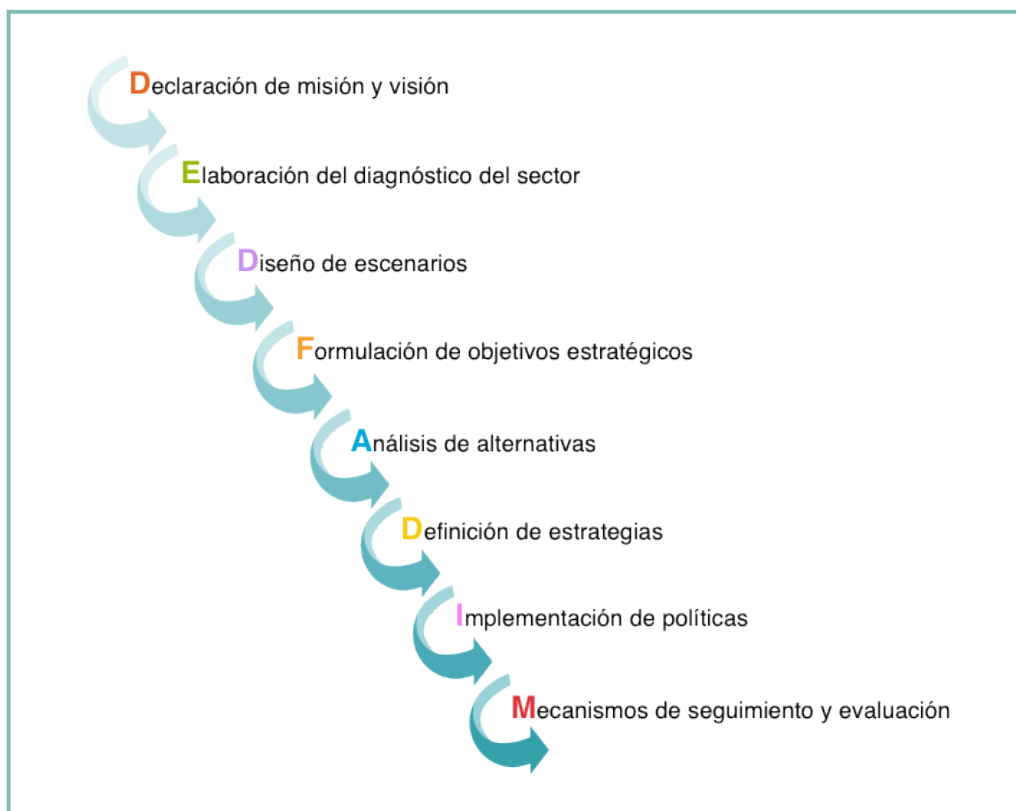 Declaración de misión y visión
Elaboración del diagnóstico del sector
Diseño de escenarios
Formulación de objetivos estratégicos
Análisis de alternativas
Definición de estrategias
Implementación de políticas
Mecanismos de seguimiento y evaluación